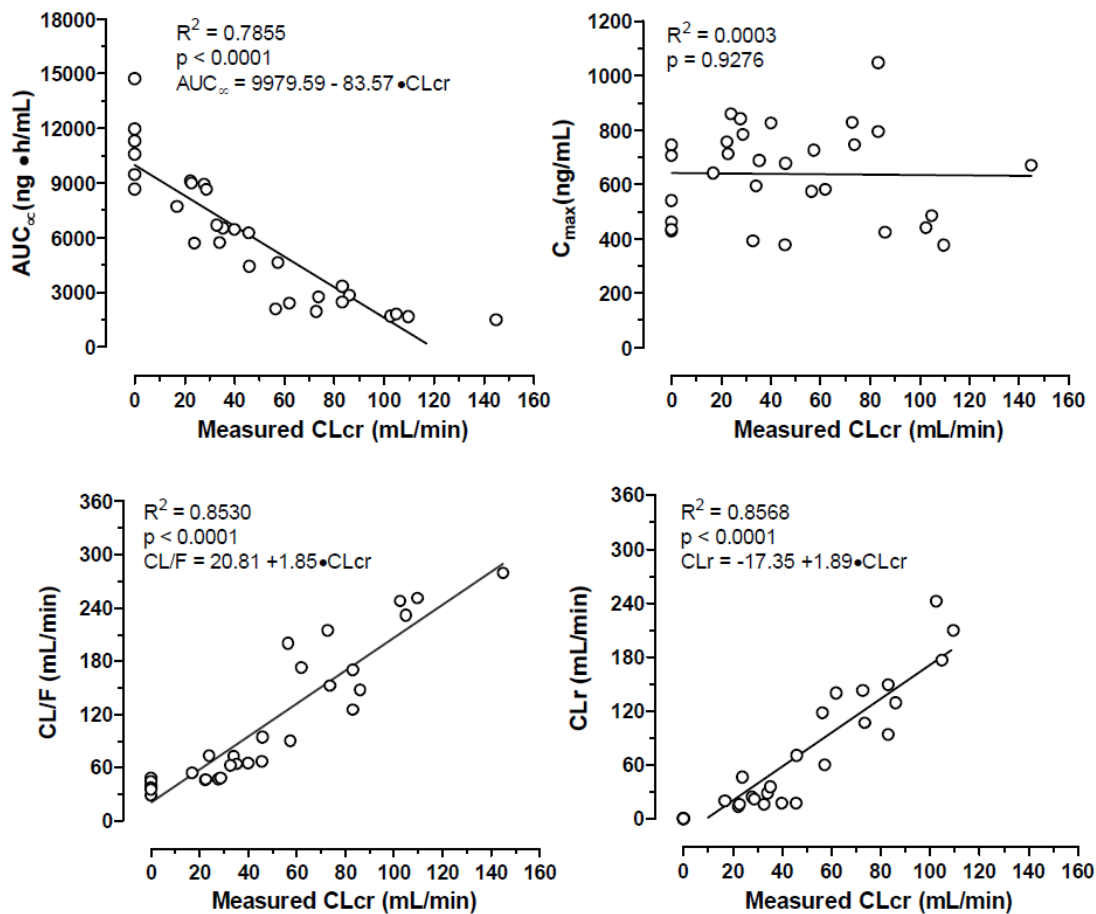 18000
15000
12000
9000
6000
3000
0
AUC∝(ng •h/mL)
R² = 0.7855
p < 0.0001
AUC∝ = 9979.59 - 83.57 •CLcr
0 20 40 60 80 100 120 140 160
Measured CLcr (mL/min)
1200
1000
800
600
400
200
0
Cmax(ng/mL)
R² = 0.0003
p = 0.9276
0 20 40 60 80 100 120 140 160
Measured CLcr (mL/min)
360
300
240
180
120
60
0
CL/F (mL/min)
R² = 0.8530
p < 0.0001
CL/F = 20.81 +1.85•CLcr
0 20 40 60 80 100 120 140 160
Measured CLcr (mL/min)
360
300
240
180
120
60
0
CLr (mL/min)
R² = 0.8568
p < 0.0001
CLr = -17.35 +1.89•CLcr
0 20 40 60 80 100 120 140 160
Measured CLcr (mL/min)